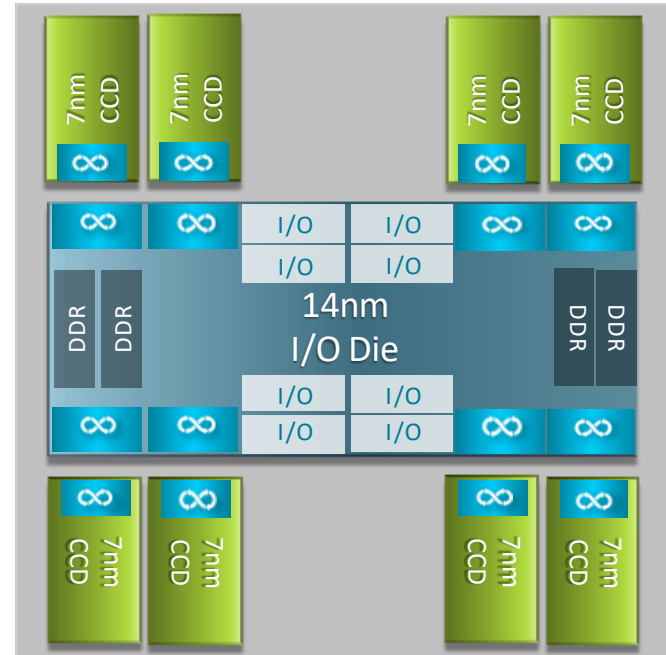 7nm
CCD
7nm
CCD
7nm
CCD
7nm
CCD
∞
∞
∞
∞
∞
∞
I/O
I/O
∞
∞
I/O
I/O
DDR
DDR
14nm
I/O Die
DDR
DDR
I/O
I/O
∞
∞
I/O
I/O
∞
∞
∞
∞
∞
∞
7nm
CCD
7nm
CCD
7nm
CCD
7nm
CCD